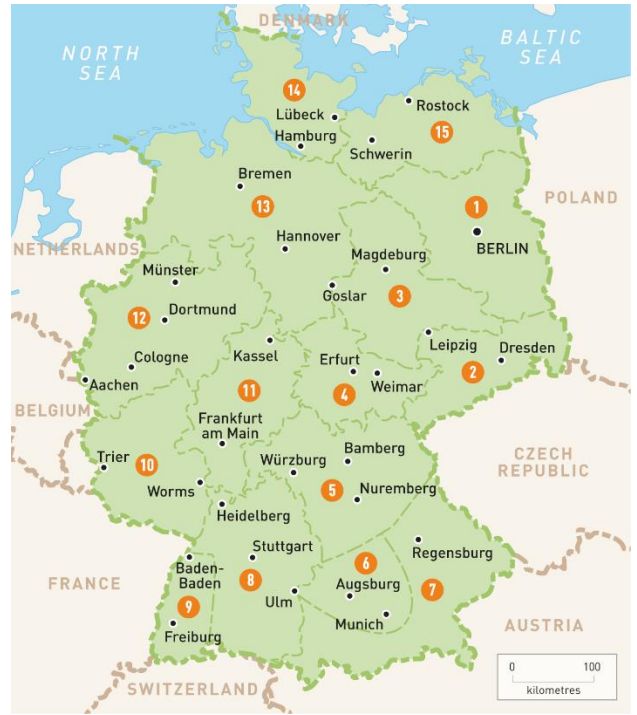 DENMARK
NORTH
SEA
BALTIC
SEA
14
Lübeck
Hamburg
Rostock
15
Schwerin
Bremen
13
1
POLAND
BERLIN
NETHERLANDS
Hannover
Magdeburg
Münster
Goslar
3
12
Dortmund
Leipzig
Dresden
Cologne
Kassel
Erfurt
2
Aachen
11
4
Weimar
BELGIUM
Frankfurt
am Main
Trier
10
Würzburg
Bamberg
CZECH
REPUBLIC
Worms
5
Nuremberg
Heidelberg
Stuttgart
6
Regensburg
Baden-
Baden
FRANCE
8
Augsburg
7
Ulm
9
Munich
Freiburg
AUSTRIA
SWITZERLAND
0 100
kilometres